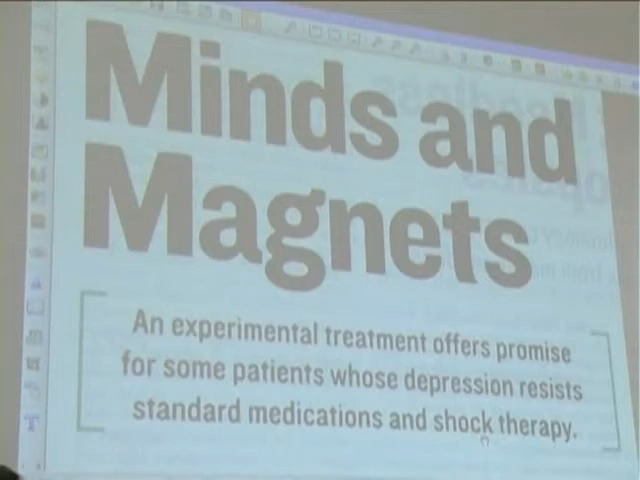 Minds and
Magnets
An experimental treatment offers promise
for some patients whose depression resists
standard medications and shock therapy.